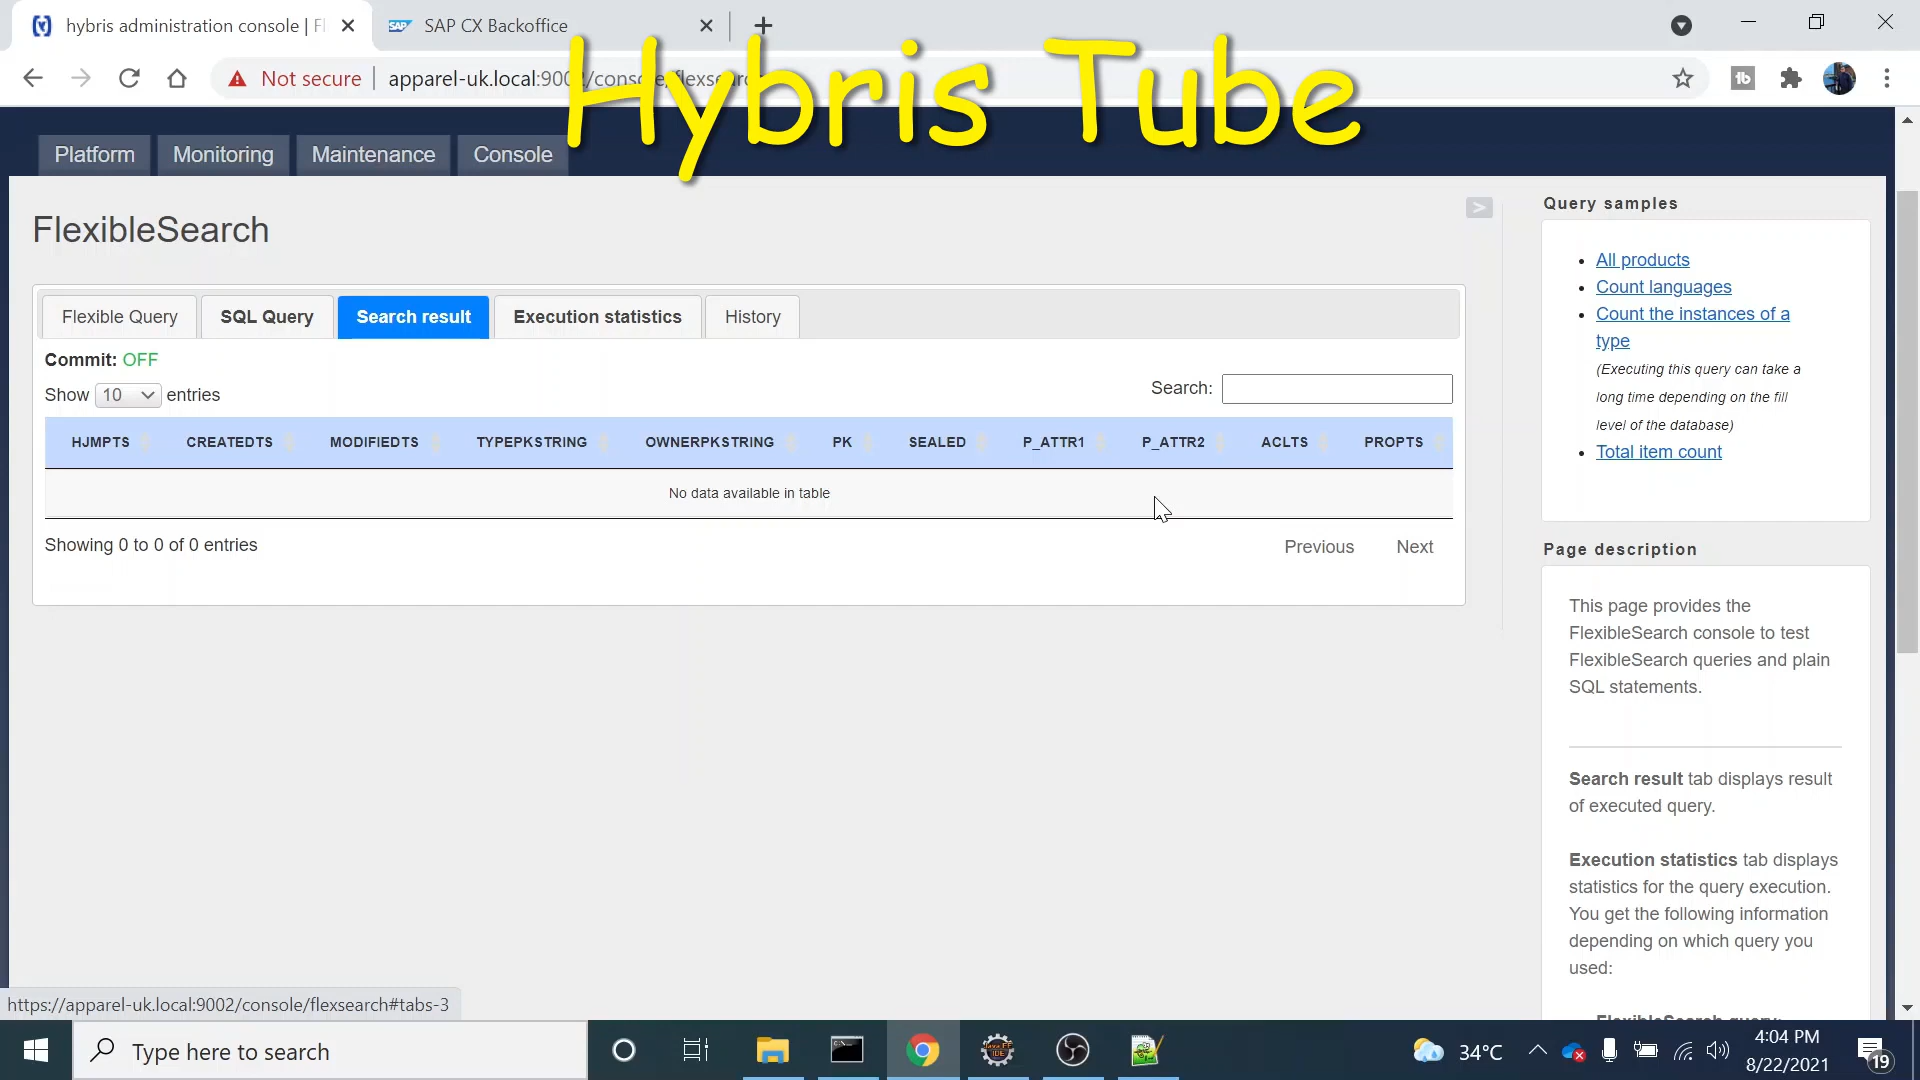 hybris administration console | Fl
SAP CX Backoffice
Not secure
apparel-uk.local:9002/console/flexsearch
Hybris Tube
Platform
Monitoring
Maintenance
Console
FlexibleSearch
Flexible Query
SQL Query
Search result
Execution statistics
History
Commit: OFF
Show 10 entries
Search:
HJMPTS CREATEDTS MODIFIEDTS TYPEPKSTRING OWNERPKSTRING PK SEALED P_ATTR1 P_ATTR2 ACLTS PROPTS
No data available in table
Showing 0 to 0 of 0 entries
Previous
Next
>
Query samples
All products
Count languages
Count the instances of a
type
(Executing this query can take a
long time depending on the fill
level of the database)
Total item count
Page description
This page provides the
FlexibleSearch console to test
FlexibleSearch queries and plain
SQL statements.
Search result tab displays result
of executed query.
Execution statistics tab displays
statistics for the query execution.
You get the following information
depending on which query you
used:
FlexibleSearch query:
https://apparel-uk.local:9002/console/flexsearch#tabs-3
Type here to search
34°C
4:04 PM
8/22/2021
19